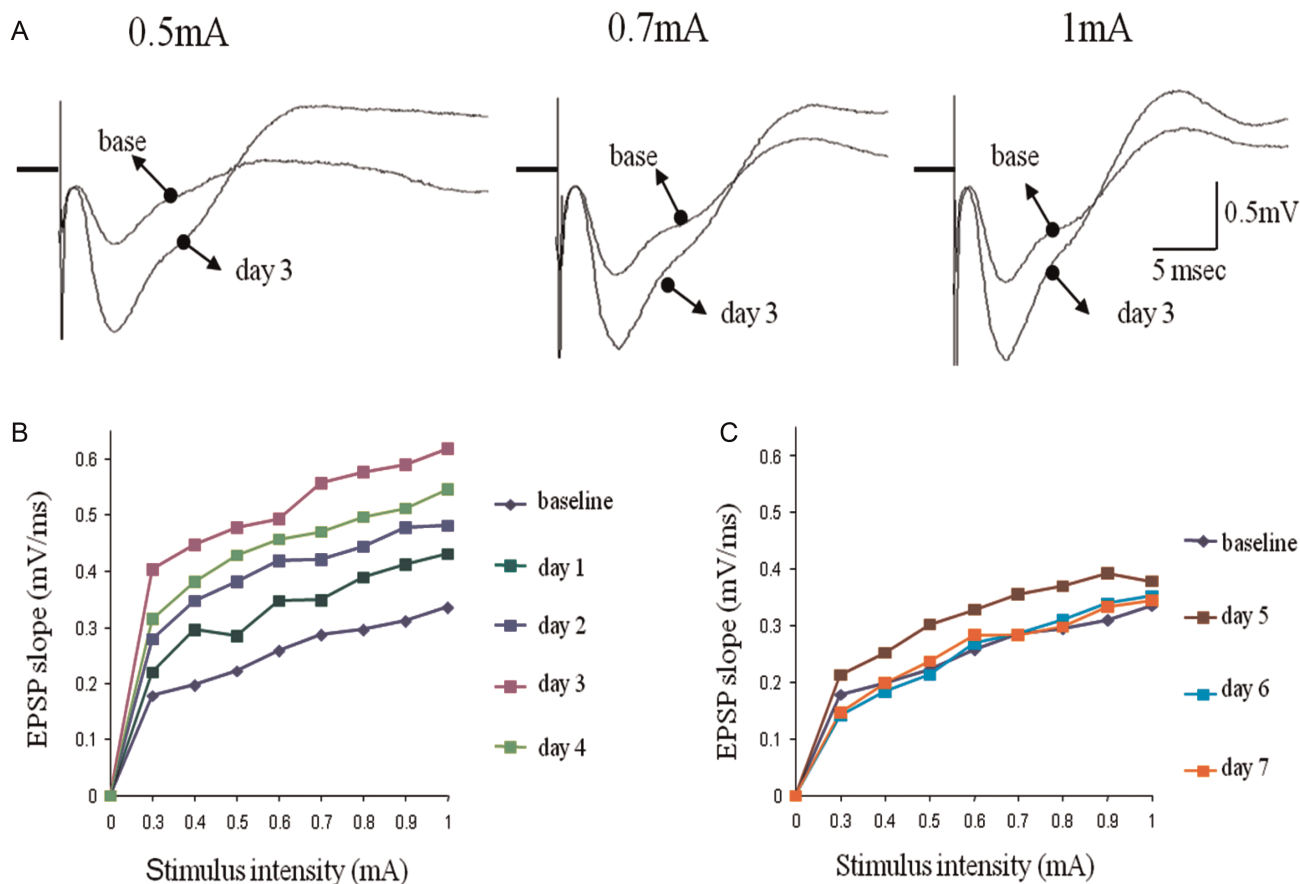 A
0.5mA
0.7mA
1mA
base
day 3
base
day 3
base
day 3
0.5mV
5 msec
B
EPSP slope (mV/ms)
0.6
0.5
0.4
0.3
0.2
0.1
0
0 0.3 0.4 0.5 0.6 0.7 0.8 0.9 1
Stimulus intensity (mA)
baseline
day 1
day 2
day 3
day 4
C
EPSP slope (mV/ms)
0.6
0.5
0.4
0.3
0.2
0.1
0
0 0.3 0.4 0.5 0.6 0.7 0.8 0.9 1
Stimulus intensity (mA)
baseline
day 5
day 6
day 7